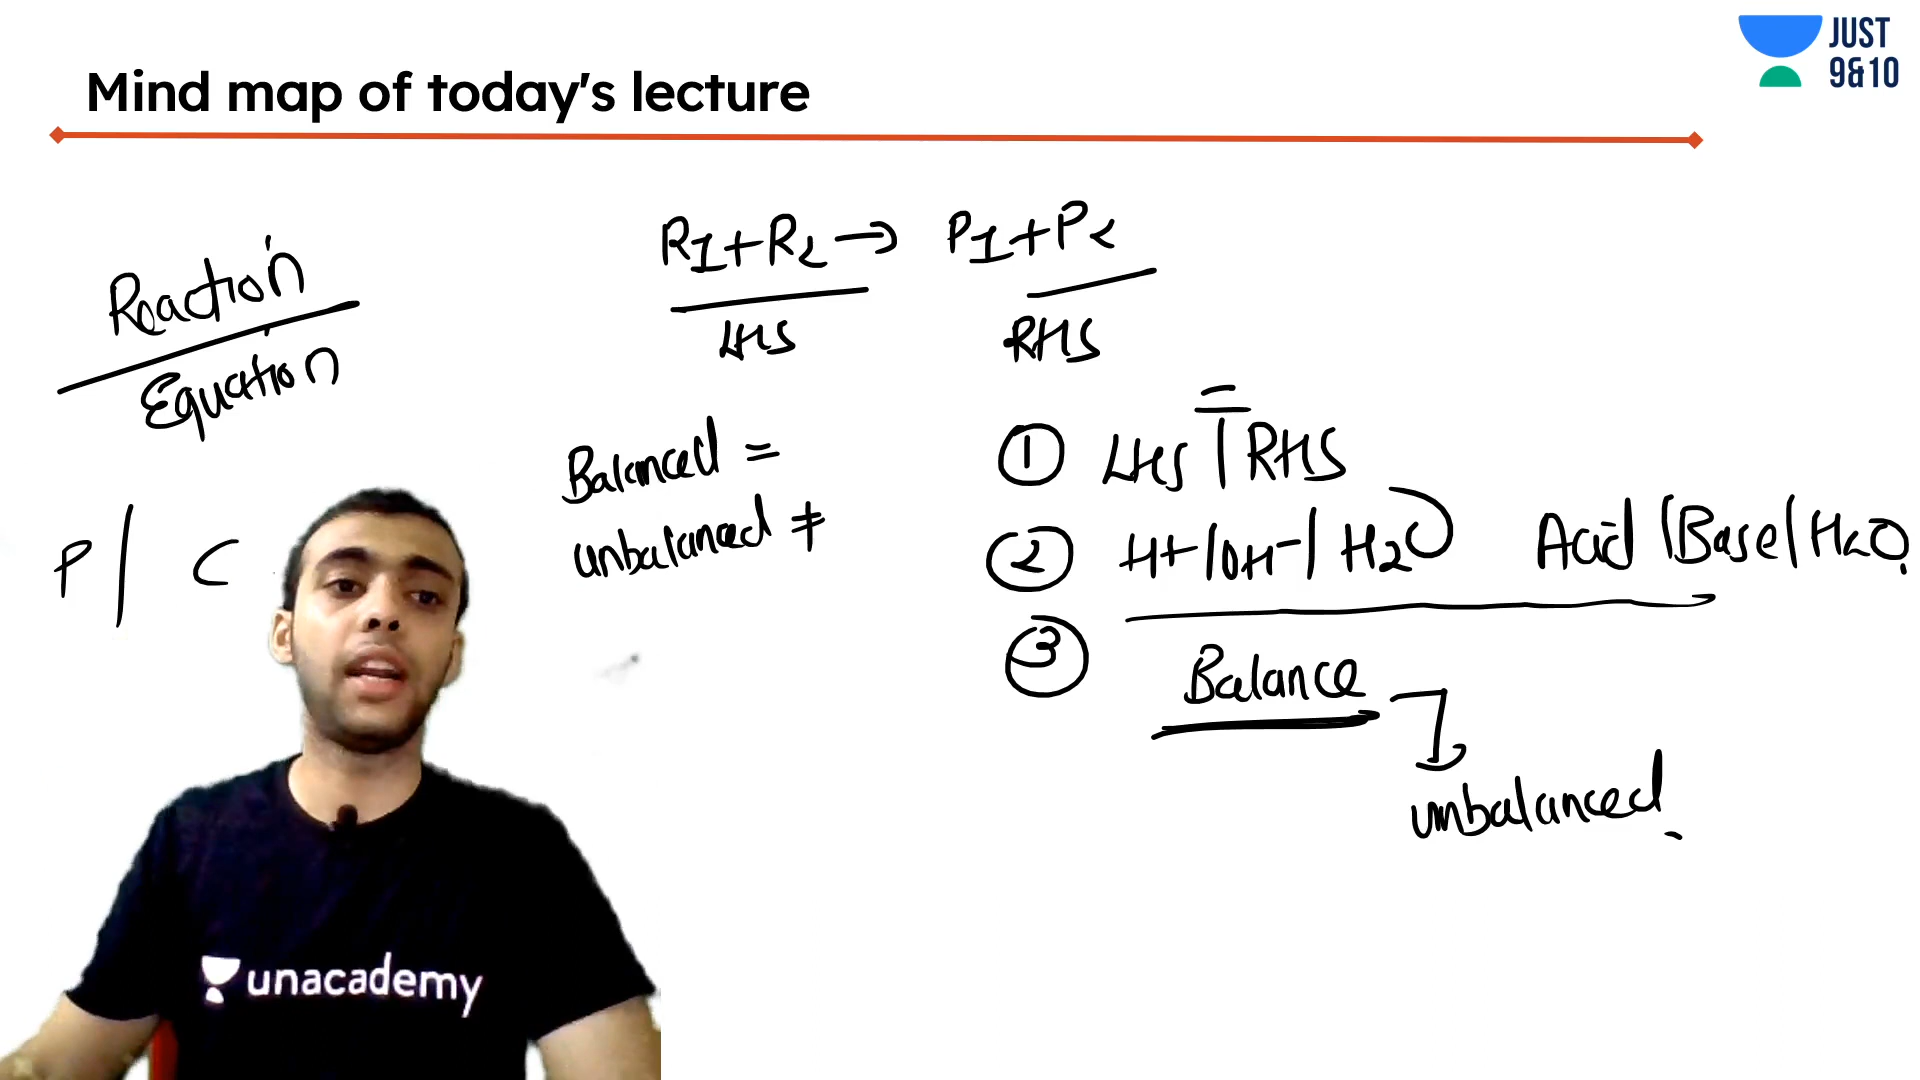 JUST
9&10
Mind map of today's lecture
Reaction
Equation
R1+R2→ P1+P2
LHS
RHS
P/ C
Balanced =
unbalanced ≠
=
① LHS | RHS
② H+/OH-/H2O Acid/Base/H2O
③ Balance
unbalanced
unacademy